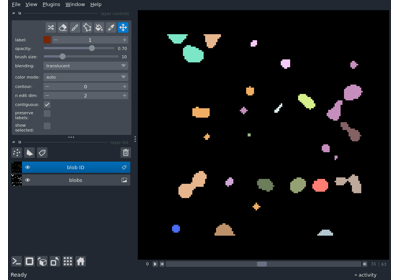 File View Plugins Window Help
label: 1
opacity: 0.70
brush size: 10
blending: translucent
color mode: auto
contour: 0
n edit dim: 2
contiguous:
preserve labels:
show selected:
blob ID
blobs
Ready
activity